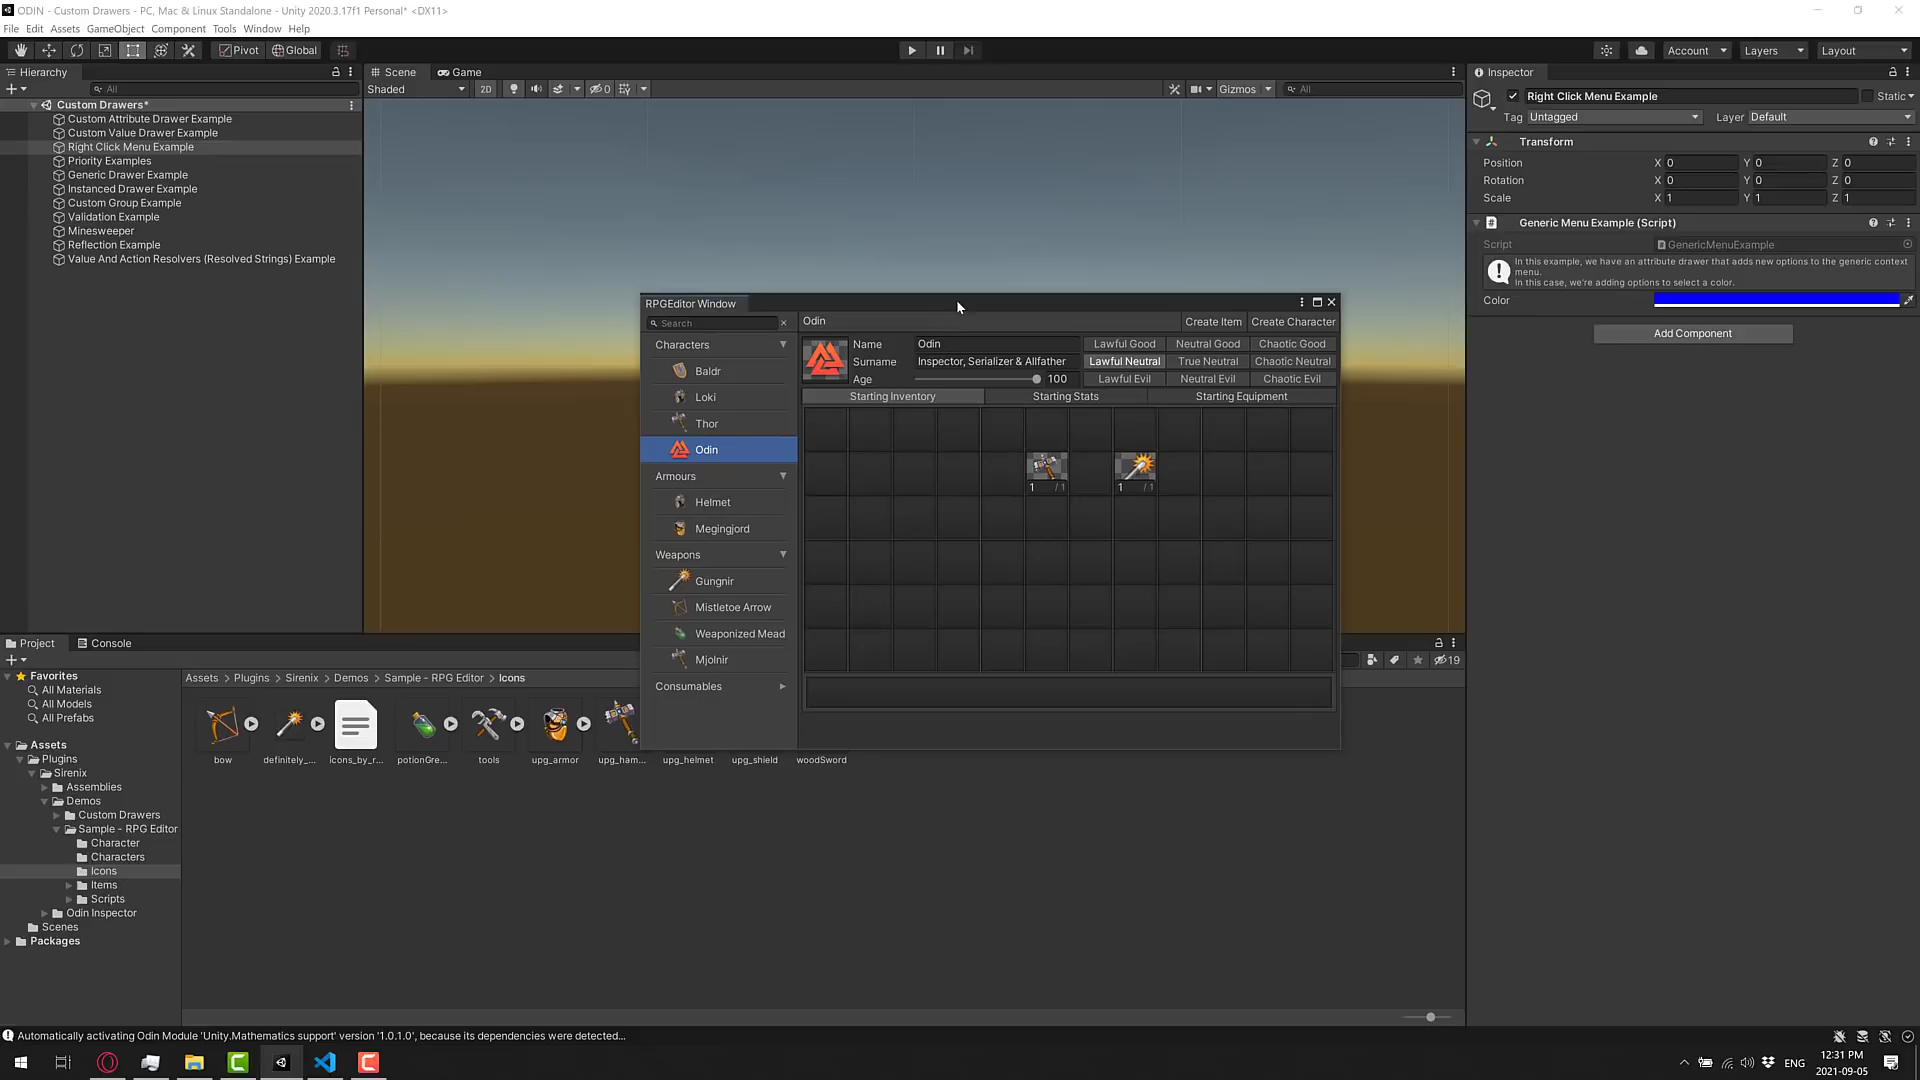 ODIN - Custom Drawers - PC, Mac & Linux Standalone - Unity 2020.3.17f1 Personal* <DX11>
File Edit Assets GameObject Component Tools Window Help
Pivot Global Account Layers Layout
Hierarchy
All
Custom Drawers*
Custom Attribute Drawer Example
Custom Value Drawer Example
Right Click Menu Example
Priority Examples
Generic Drawer Example
Instanced Drawer Example
Custom Group Example
Validation Example
Minesweeper
Reflection Example
Value And Action Resolvers (Resolved Strings) Example
Scene Game
Shaded 2D 0 Gizmos All
RPGEditor Window
Search
Characters
Baldr
Loki
Thor
Odin
Armours
Helmet
Megingjord
Weapons
Gungnir
Mistletoe Arrow
Weaponized Mead
Mjolnir
Consumables
Odin Create Item Create Character
Name Odin Lawful Good Neutral Good Chaotic Good
Surname Inspector, Serializer & Allfather Lawful Neutral True Neutral Chaotic Neutral
Age 100 Lawful Evil Neutral Evil Chaotic Evil
Starting Inventory Starting Stats Starting Equipment
1 / 1 1 / 1
Inspector
Right Click Menu Example Static
Tag Untagged Layer Default
Transform
Position X 0 Y 0 Z 0
Rotation X 0 Y 0 Z 0
Scale X 1 Y 1 Z 1
Generic Menu Example (Script)
Script GenericMenuExample
In this example, we have an attribute drawer that adds new options to the generic context
menu.
In this case, we're adding options to select a color.
Color
Add Component
Project Console
19
Favorites
All Materials
All Models
All Prefabs
Assets
Plugins
Sirenix
Assemblies
Demos
Custom Drawers
Sample - RPG Editor
Character
Characters
Icons
Items
Scripts
Odin Inspector
Scenes
Packages
Assets > Plugins > Sirenix > Demos > Sample - RPG Editor > Icons
bow definitely_... icons_by_r... potionGre... tools upg_armor upg_ham... upg_helmet upg_shield woodSword
Automatically activating Odin Module 'Unity.Mathematics support' version '1.0.1.0', because its dependencies were detected...
ENG
12:31 PM
2021-09-05